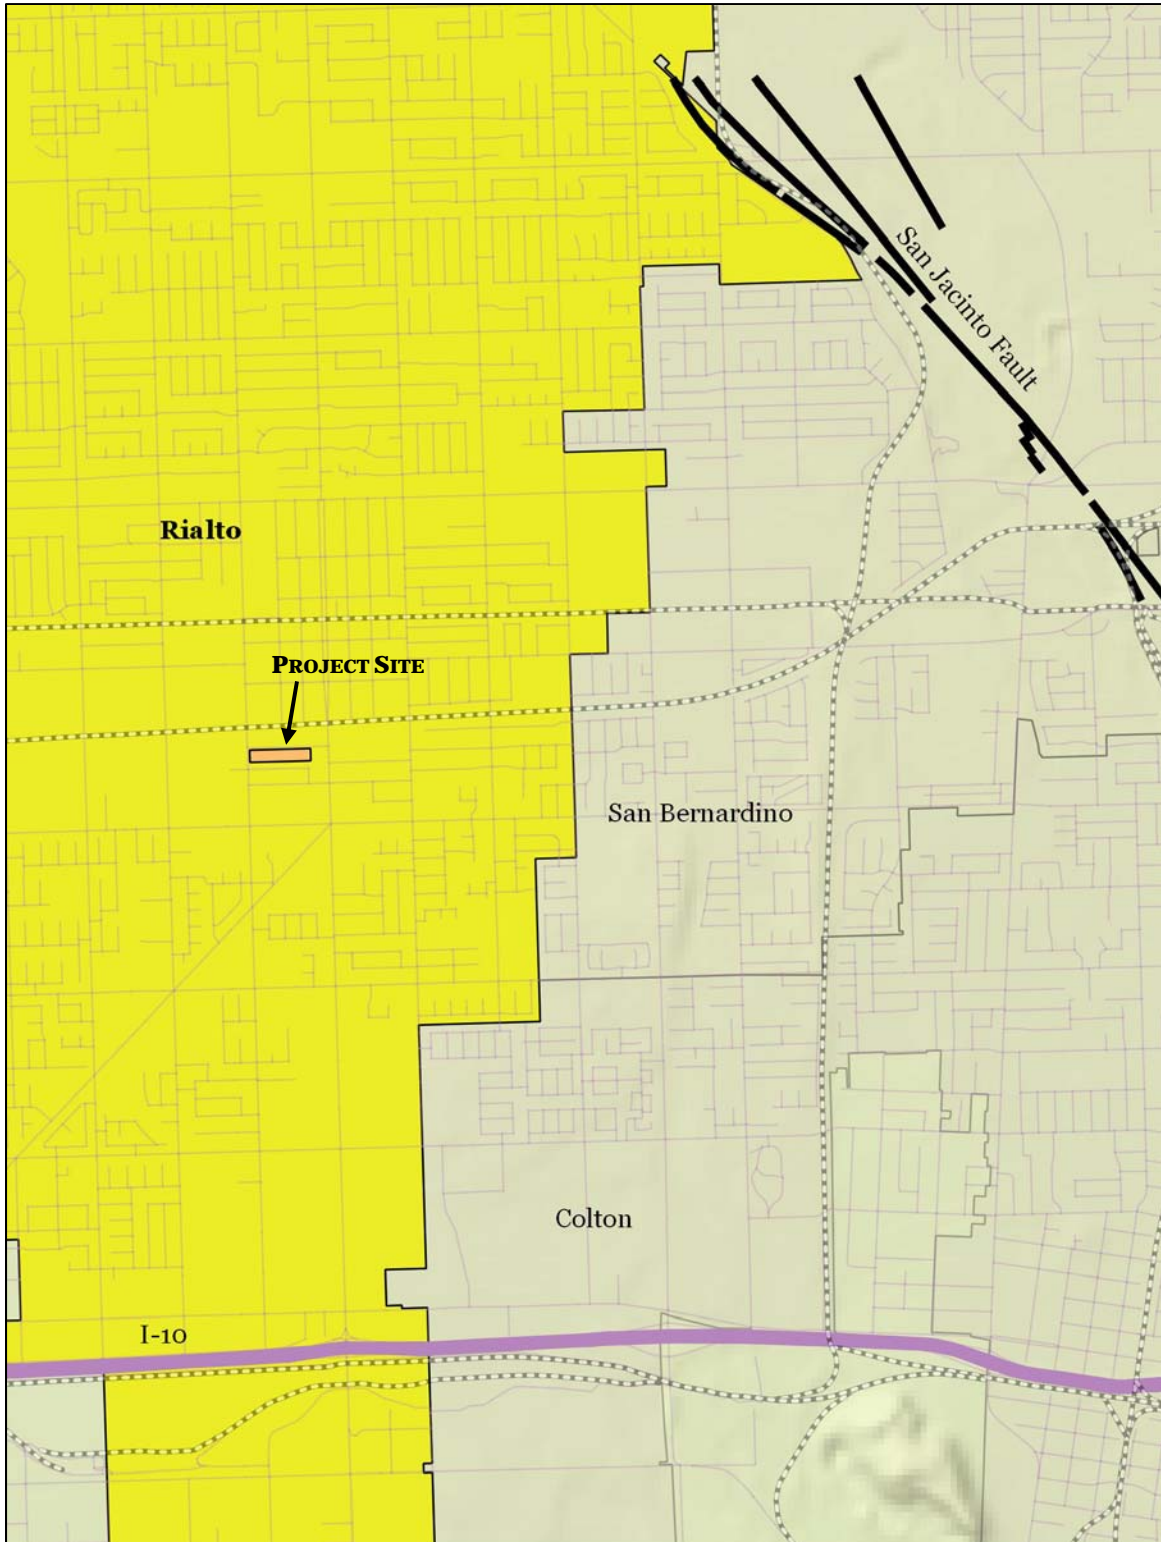 San Jacinto Fault
Rialto
PROJECT SITE
San Bernardino
Colton
I-10